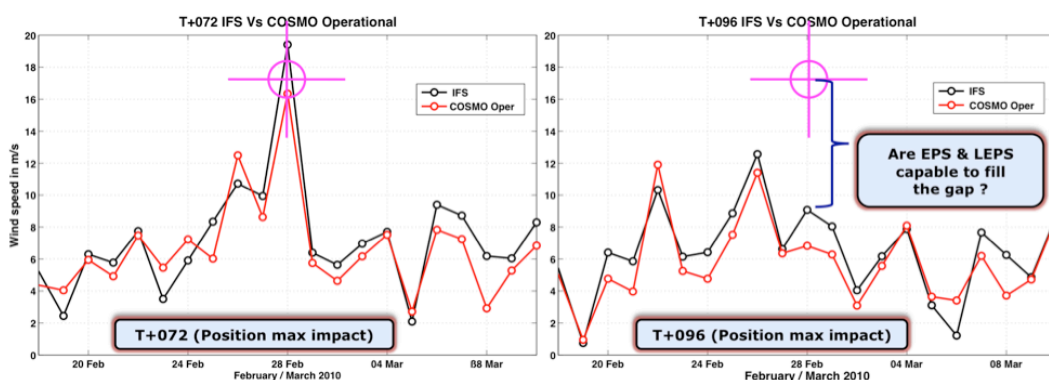 T+072 IFS Vs COSMO Operational
20
18
16
14
12
10
8
6
4
2
0
Wind speed in m/s
IFS
COSMO Oper
T+072 (Position max impact)
20 Feb
24 Feb
28 Feb
04 Mar
08 Mar
February / March 2010
T+096 IFS Vs COSMO Operational
20
18
16
14
12
10
8
6
4
2
0
IFS
COSMO Oper
Are EPS & LEPS
capable to fill
the gap ?
T+096 (Position max impact)
20 Feb
24 Feb
28 Feb
04 Mar
08 Mar
February / March 2010